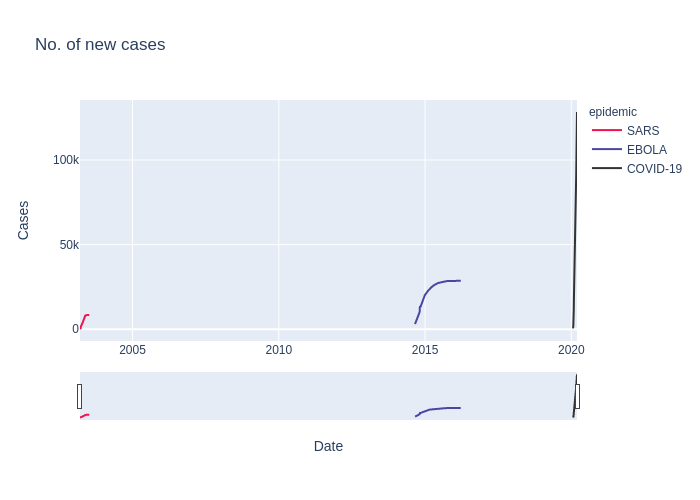 No. of new cases
epidemic
SARS
EBOLA
COVID-19
Cases
100k
50k
0
2005
2010
2015
2020
Date